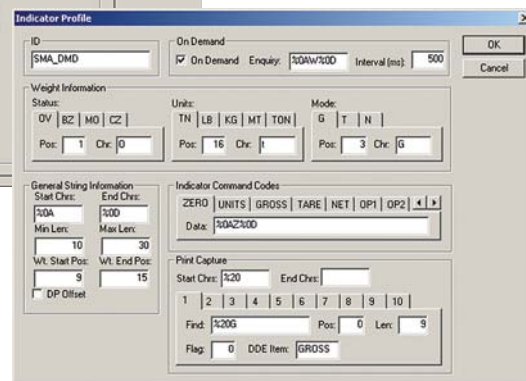 Indicator Profile
ID
SMA_DMD
On Demand
On Demand Enquiry: %0AW%0D Interval (ms): 500
OK
Cancel
Weight Information
Status:
OV BZ MO CZ
Pos: 1 Chr: O
Units:
TN LB KG MT TON
Pos: 16 Chr: t
Mode:
G T N
Pos: 3 Chr: G
General String Information
Start Chrs: End Chrs:
%0A %0D
Min Len: Max Len:
10 30
Wt. Start Pos: Wt. End Pos:
9 15
DP Offset
Indicator Command Codes
ZERO UNITS GROSS TARE NET OP1 OP2
Data: %0AZ%0D
Print Capture
Start Chrs: %20 End Chrs:
1 2 3 4 5 6 7 8 9 10
Find: %20G Pos: 0 Len: 9
Flag: 0 DDE Item: GROSS